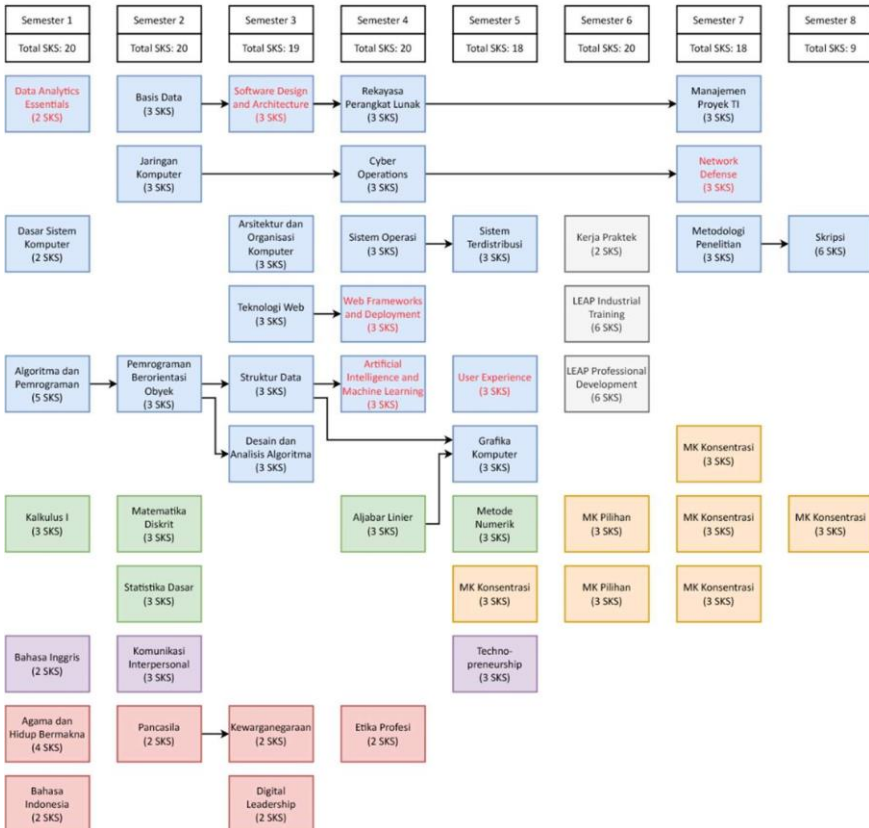 Semester 1
Semester 2
Semester 3
Semester 4
Semester 5
Semester 6
Semester 7
Semester 8
Total SKS: 20
Total SKS: 20
Total SKS: 19
Total SKS: 20
Total SKS: 18
Total SKS: 20
Total SKS: 18
Total SKS: 9
Data Analytics
Essentials
(2 SKS)
Basis Data
(3 SKS)
Software Design
and Architecture
(3 SKS)
Rekayasa
Perangkat Lunak
(3 SKS)
Manajemen
Proyek TI
(3 SKS)
Jaringan
Komputer
(3 SKS)
Cyber
Operations
(3 SKS)
Network
Defense
(3 SKS)
Dasar Sistem
Komputer
(2 SKS)
Arsitektur dan
Organisasi
Komputer
(3 SKS)
Sistem Operasi
(3 SKS)
Sistem
Terdistribusi
(3 SKS)
Kerja Praktek
(2 SKS)
Metodologi
Penelitian
(3 SKS)
Skripsi
(6 SKS)
Teknologi Web
(3 SKS)
Web Frameworks
and Deployment
(3 SKS)
LEAP Industrial
Training
(6 SKS)
Algoritma dan
Pemrograman
(5 SKS)
Pemrograman
Berorientasi
Obyek
(3 SKS)
Struktur Data
(3 SKS)
Artificial
Intelligence and
Machine Learning
(3 SKS)
User Experience
(3 SKS)
LEAP Professional
Development
(6 SKS)
Desain dan
Analisis Algoritma
(3 SKS)
Grafika
Komputer
(3 SKS)
MK Konsentrasi
(3 SKS)
Kalkulus I
(3 SKS)
Matematika
Diskrit
(3 SKS)
Aljabar Linier
(3 SKS)
Metode
Numerik
(3 SKS)
MK Pilihan
(3 SKS)
MK Konsentrasi
(3 SKS)
MK Konsentrasi
(3 SKS)
Statistika Dasar
(3 SKS)
MK Konsentrasi
(3 SKS)
MK Pilihan
(3 SKS)
MK Konsentrasi
(3 SKS)
Bahasa Inggris
(2 SKS)
Komunikasi
Interpersonal
(3 SKS)
Techno-
preneurship
(3 SKS)
Agama dan
Hidup Bermakna
(4 SKS)
Pancasila
(2 SKS)
Kewarganegaraan
(2 SKS)
Etika Profesi
(2 SKS)
Bahasa
Indonesia
(2 SKS)
Digital
Leadership
(2 SKS)